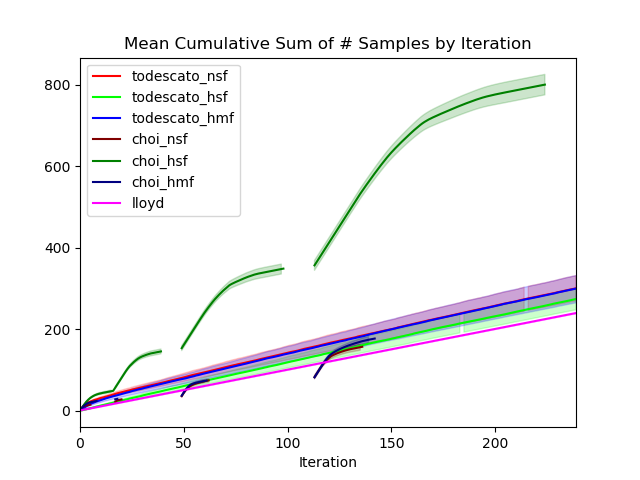 Mean Cumulative Sum of # Samples by Iteration
800
600
400
200
0
todescato_nsf
todescato_hsf
todescato_hmf
choi_nsf
choi_hsf
choi_hmf
lloyd
0 50 100 150 200
Iteration